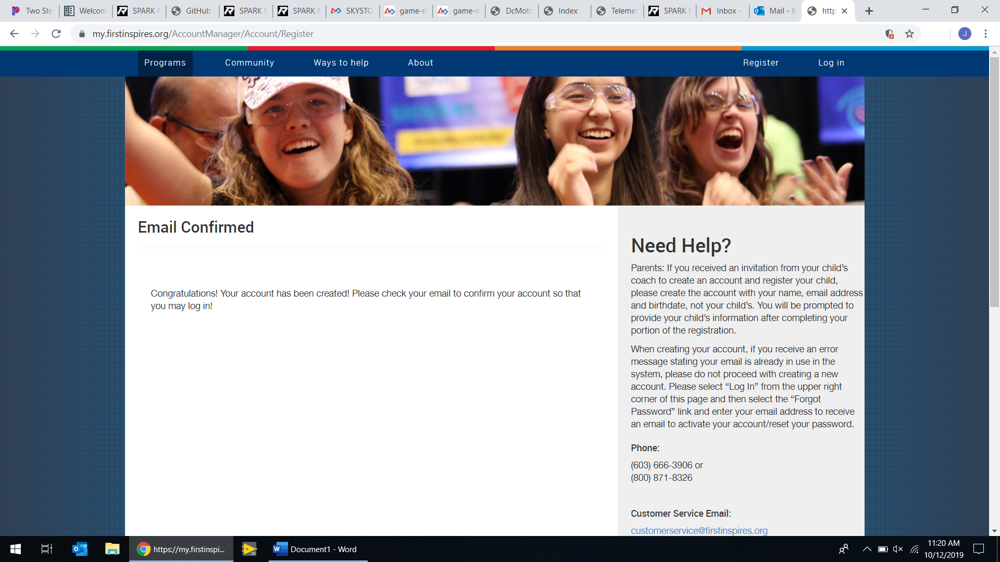 Two Ste
Welcom
SPARK M
GitHub
SPARK M
SPARK M
SKYSTO
game-m
game-m
DcMoto
Index
Telemet
SPARK M
Inbox -
Mail - B
http
my.firstinspires.org/AccountManager/Account/Register
J
Programs
Community
Ways to help
About
Register
Log in
SIEMENS
Email Confirmed
Congratulations! Your account has been created! Please check your email to confirm your account so that
you may log in!
Need Help?
Parents: If you received an invitation from your child’s
coach to create an account and register your child,
please create the account with your name, email address
and birthdate, not your child’s. You will be prompted to
provide your child’s information after completing your
portion of the registration.
When creating your account, if you receive an error
message stating your email is already in use in the
system, please do not proceed with creating a new
account. Please select “Log In” from the upper right
corner of this page and then select the “Forgot
Password” link and enter your email address to receive
an email to activate your account/reset your password.
Phone:
(603) 666-3906 or
(800) 871-8326
Customer Service Email:
customerservice@firstinspires.org
https://my.firstinspi...
Document1 - Word
11:20 AM
10/12/2019